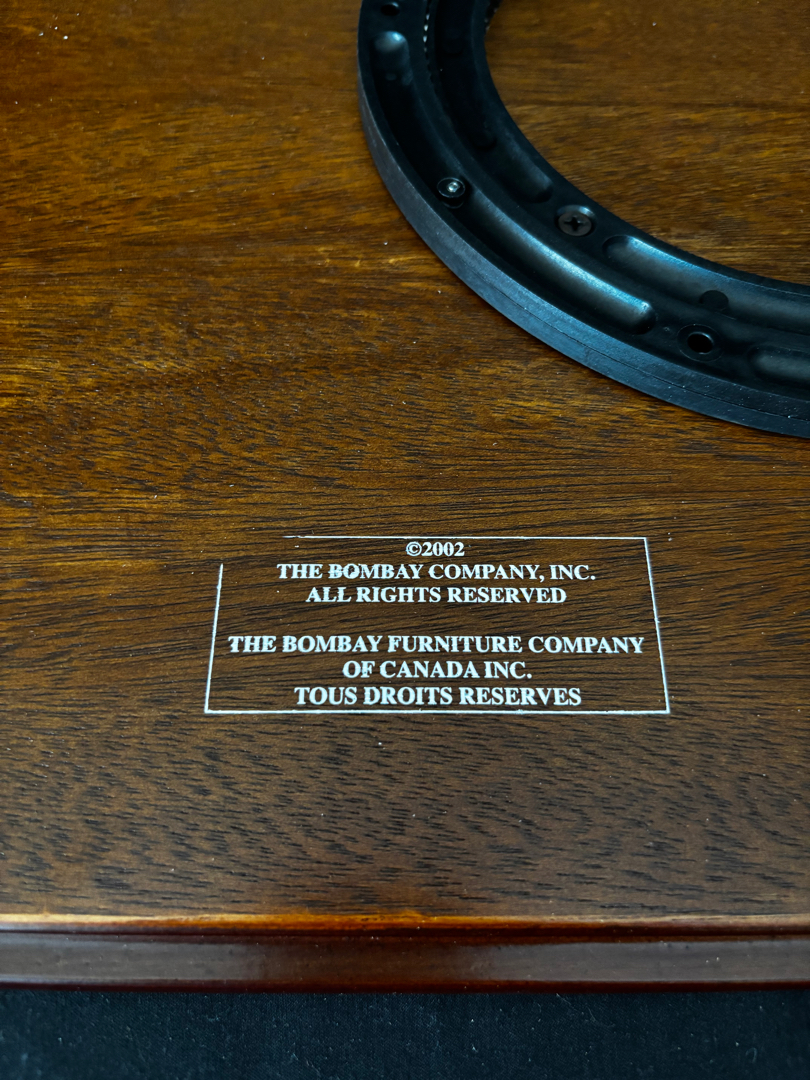 ©2002
THE BOMBAY COMPANY, INC.
ALL RIGHTS RESERVED
THE BOMBAY FURNITURE COMPANY
OF CANADA INC.
TOUS DROITS RESERVES